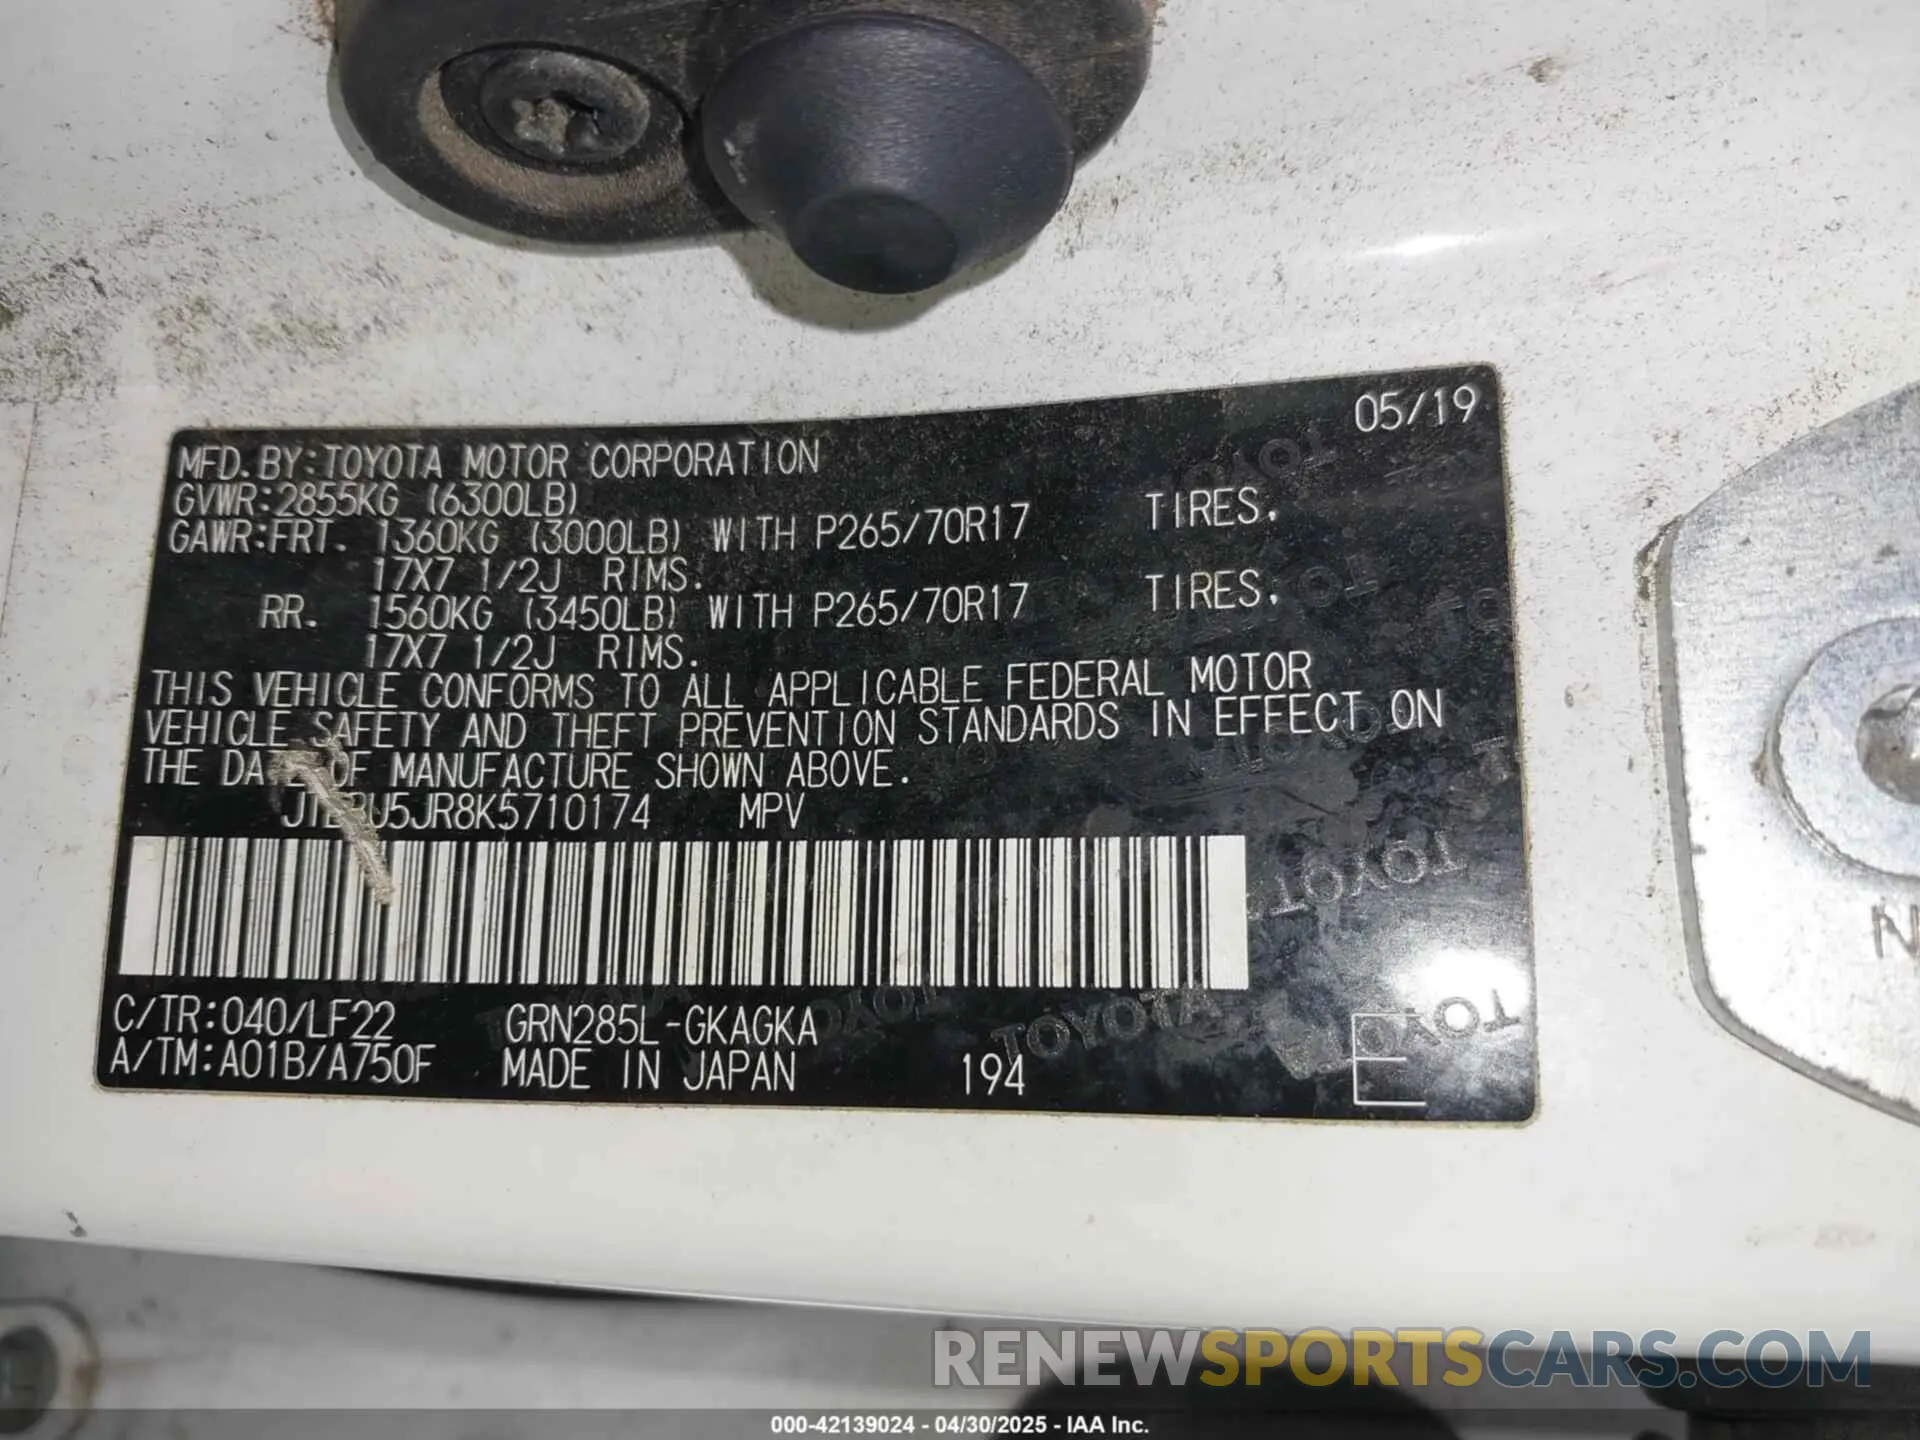 05/19
MFD. BY: TOYOTA MOTOR CORPORATION
GVWR: 2855KG (6300LB)
GAWR: FRT. 1360KG (3000LB) WITH P265/70R17 TIRES,
17X7 1/2J RIMS.
RR. 1560KG (3450LB) WITH P265/70R17 TIRES,
17X7 1/2J RIMS.
THIS VEHICLE CONFORMS TO ALL APPLICABLE FEDERAL MOTOR
VEHICLE SAFETY AND THEFT PREVENTION STANDARDS IN EFFECT ON
THE DATE OF MANUFACTURE SHOWN ABOVE.
MPV
C/TR: 040/LF22 GRN285L-GKAGKA
A/TM: A01B/A750F MADE IN JAPAN 194 E
TOYOTA
TOYOTA
TOYOTA
RENEWSPORTSCARS.COM
000-42139024 - 04/30/2025 - IAA Inc.